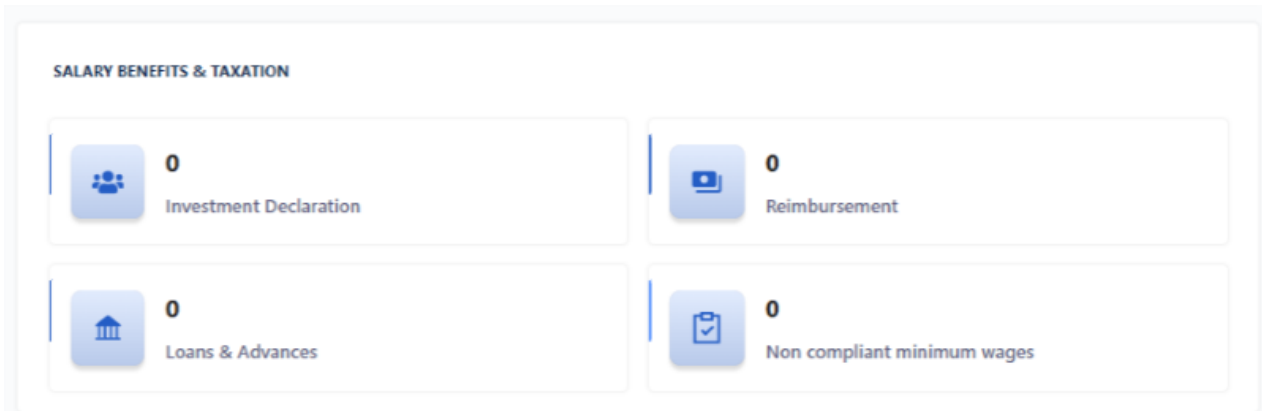 SALARY BENEFITS & TAXATION
0
Investment Declaration
0
Reimbursement
0
Loans & Advances
0
Non compliant minimum wages